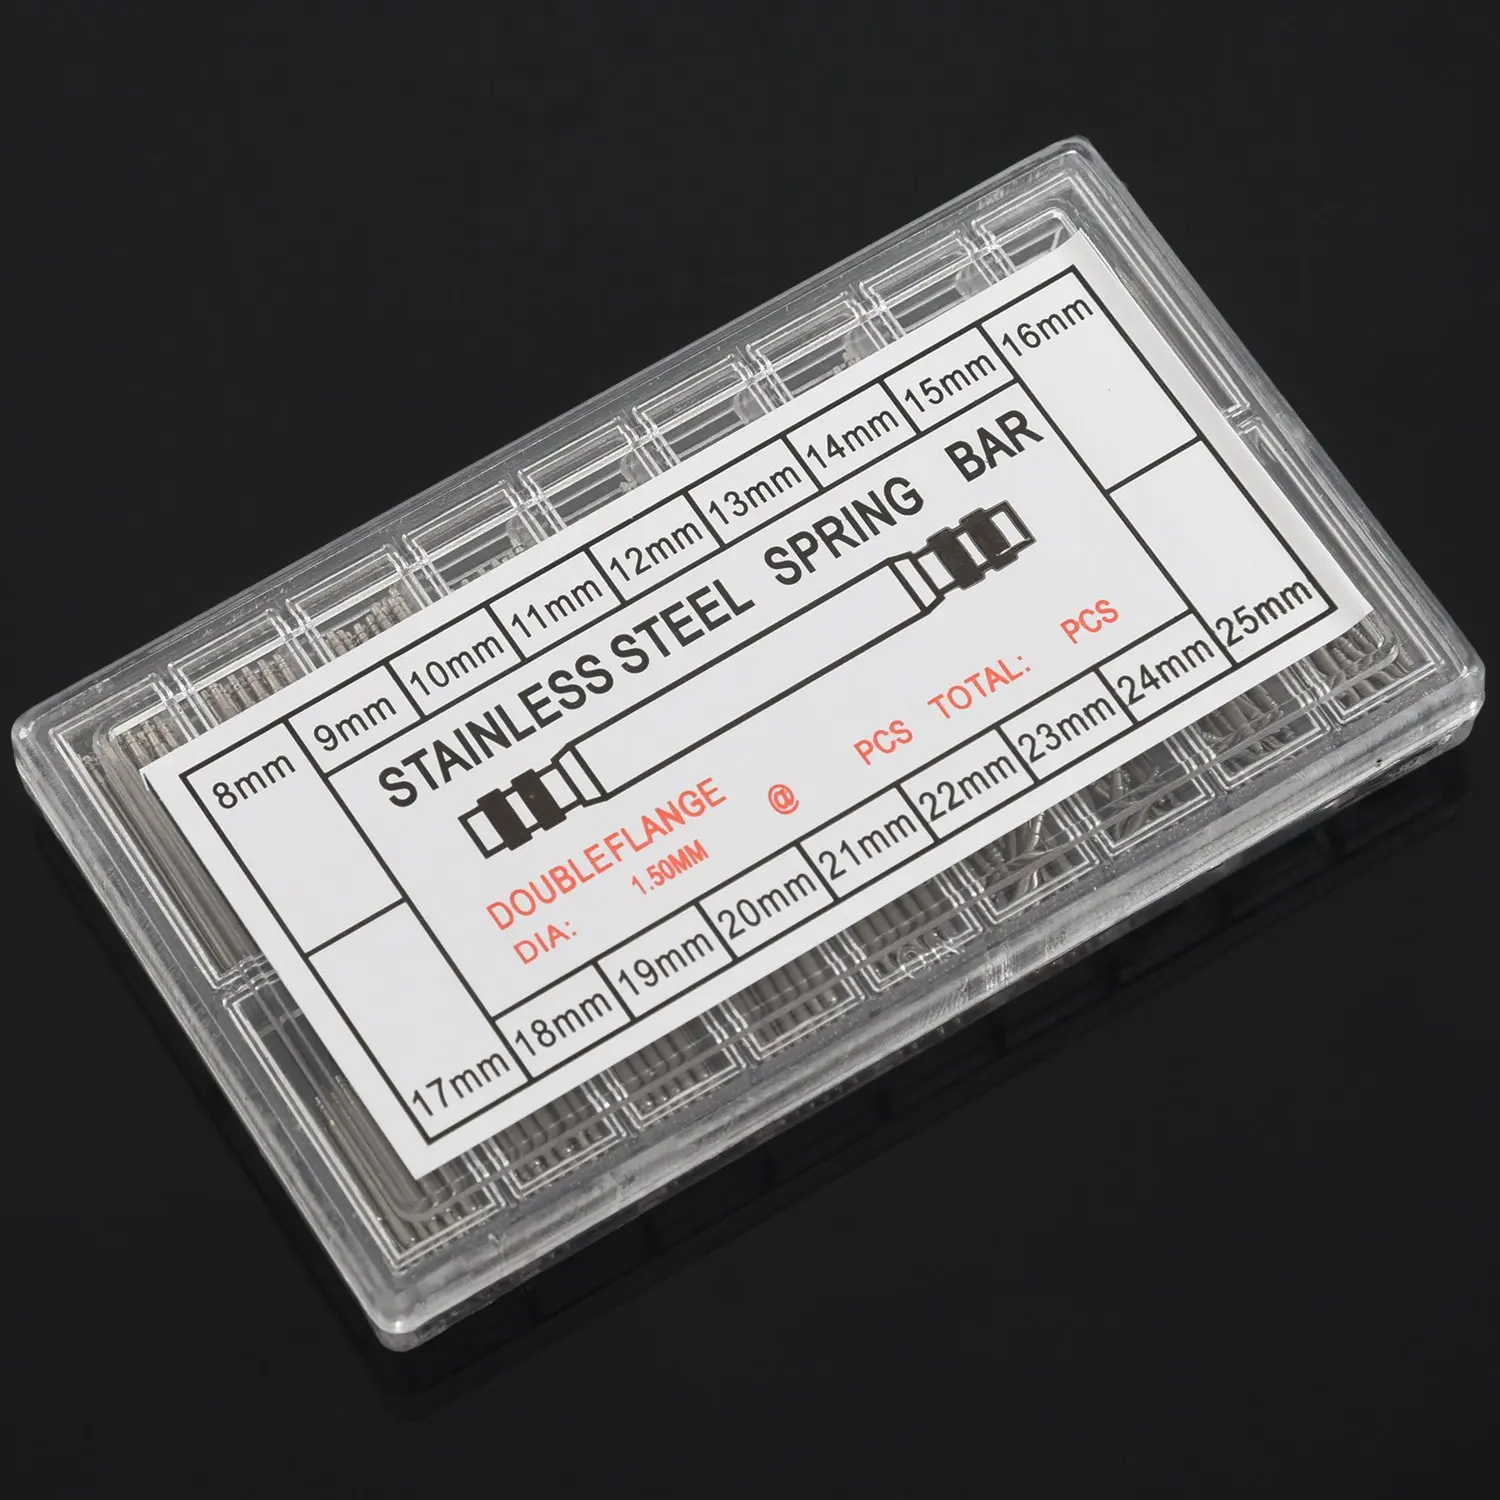 8mm 9mm 10mm 11mm 12mm 13mm 14mm 15mm 16mm
STAINLESS STEEL SPRING BAR
DOUBLEFLANGE @ PCS TOTAL: PCS
DIA: 1.50MM
17mm 18mm 19mm 20mm 21mm 22mm 23mm 24mm 25mm